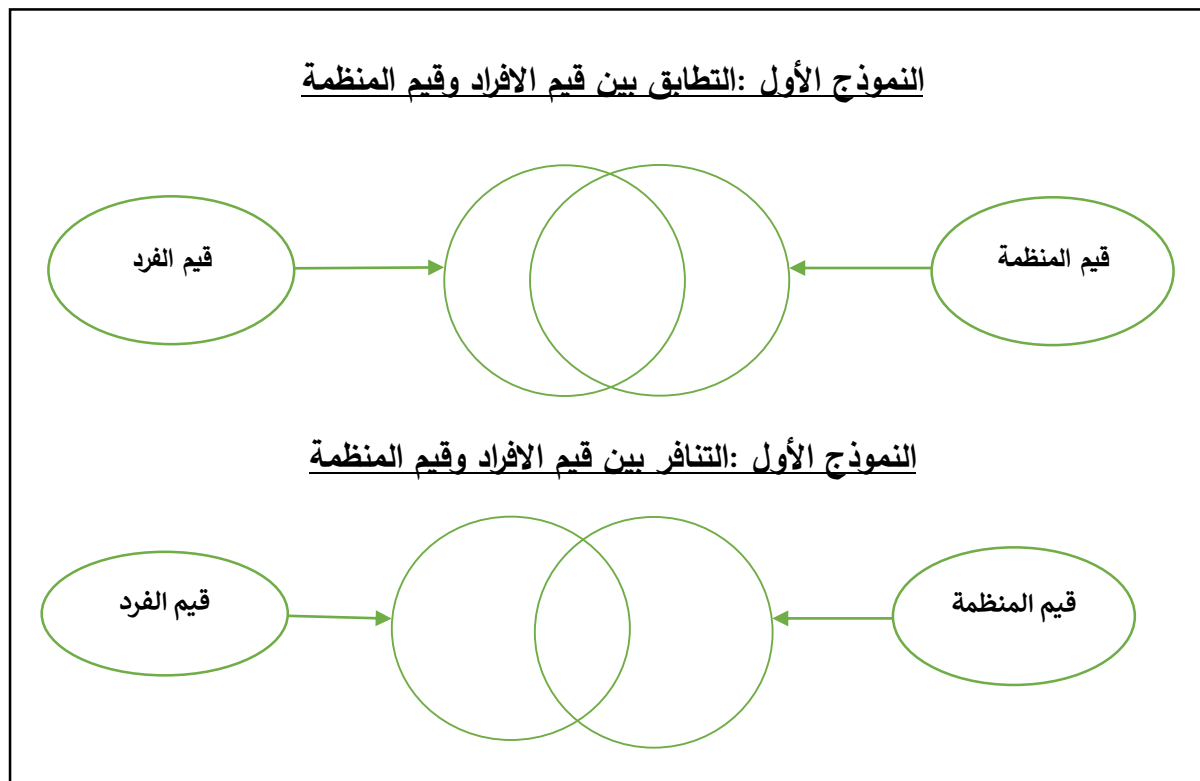 النموذج الأول :التطابق بين قيم الافراد وقيم المنظمة
قيم المنظمة
قيم الفرد
النموذج الأول :التنافر بين قيم الافراد وقيم المنظمة
قيم المنظمة
قيم الفرد